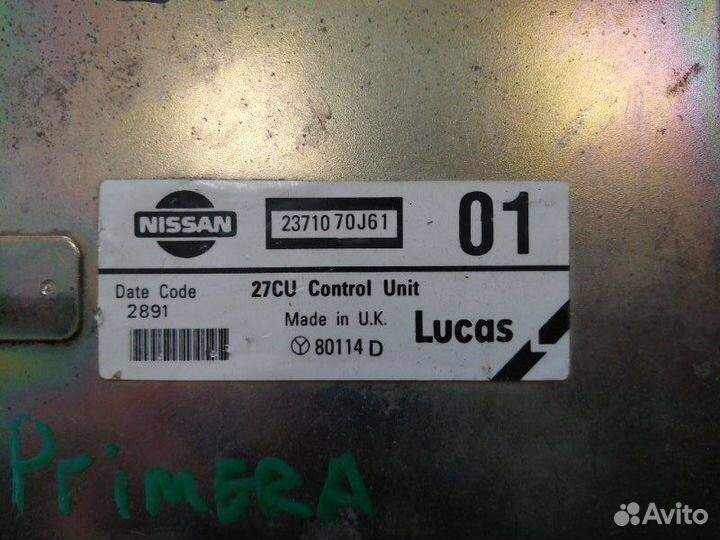 NISSAN
23710 70J61
01
Date Code
2891
27CU Control Unit
Made in U.K.
80114 D
Lucas
PriMERA
Avito